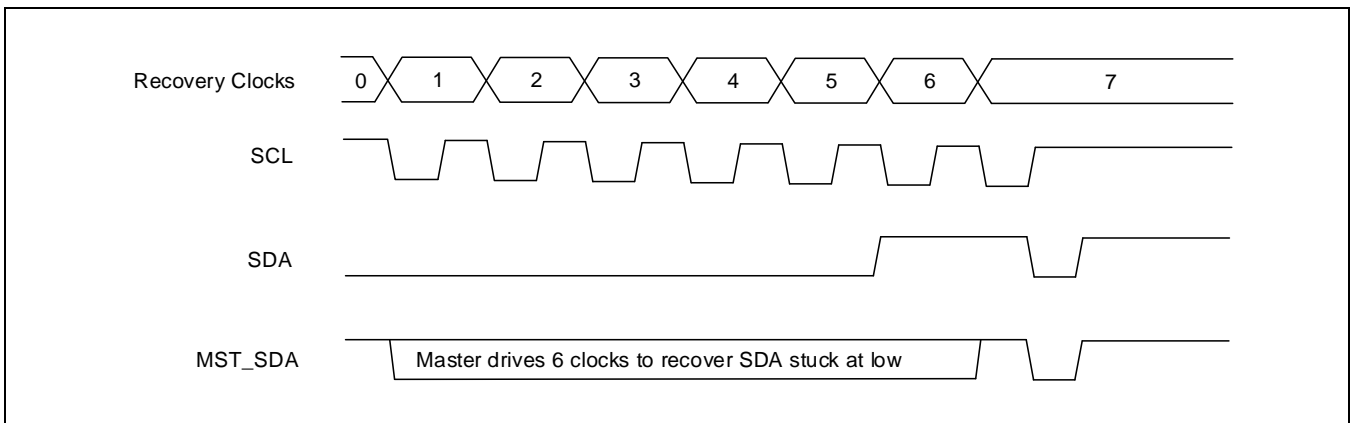 Recovery Clocks 0 1 2 3 4 5 6 7
SCL
SDA
MST_SDA Master drives 6 clocks to recover SDA stuck at low